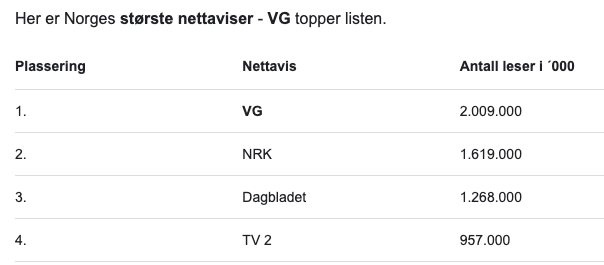 Her er Norges største nettaviser - VG topper listen.
Plassering Nettavis Antall leser i ´000
1. VG 2.009.000
2. NRK 1.619.000
3. Dagbladet 1.268.000
4. TV 2 957.000